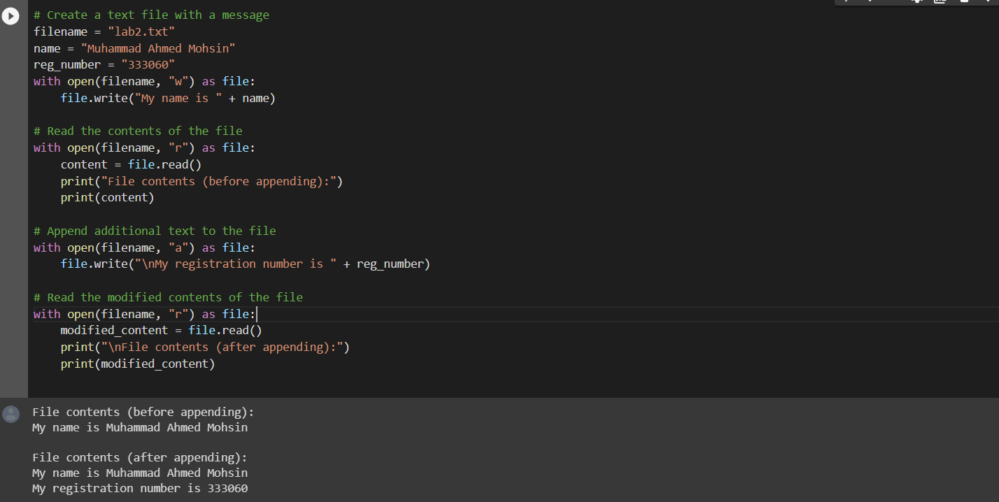 # Create a text file with a message
filename = "lab2.txt"
name = "Muhammad Ahmed Mohsin"
reg_number = "333060"
with open(filename, "w") as file:
    file.write("My name is " + name)

# Read the contents of the file
with open(filename, "r") as file:
    content = file.read()
    print("File contents (before appending):")
    print(content)

# Append additional text to the file
with open(filename, "a") as file:
    file.write("\nMy registration number is " + reg_number)

# Read the modified contents of the file
with open(filename, "r") as file:
    modified_content = file.read()
    print("\nFile contents (after appending):")
    print(modified_content)

File contents (before appending):
My name is Muhammad Ahmed Mohsin

File contents (after appending):
My name is Muhammad Ahmed Mohsin
My registration number is 333060